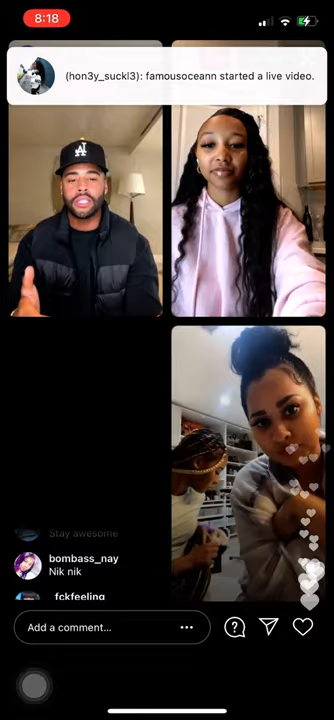 8:18
(hon3y_suckl3): famousoceann started a live video.
Stay awesome
bombass_nay
Nik nik
_fckfeeling
Add a comment...